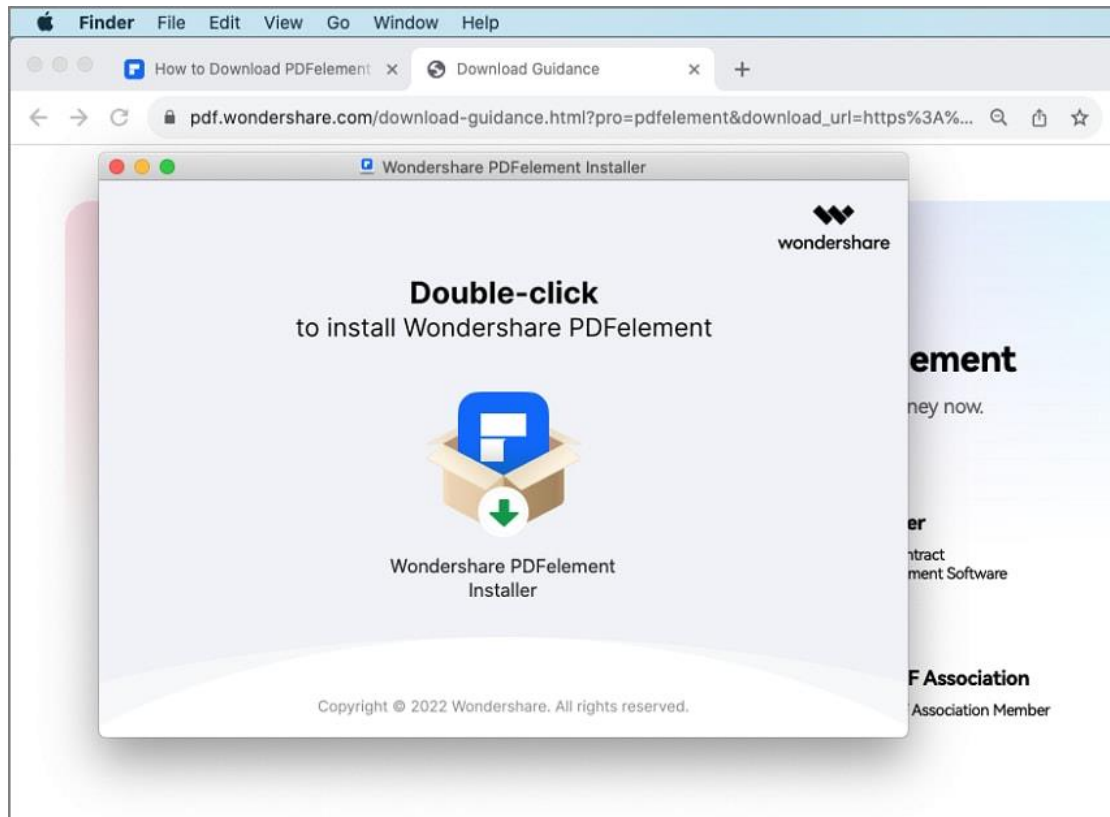 Finder File Edit View Go Window Help
How to Download PDFelement
Download Guidance
pdf.wondershare.com/download-guidance.html?pro=pdfelement&download_url=https%3A%...
Wondershare PDFelement Installer
wondershare
Double-click
to install Wondershare PDFelement
Wondershare PDFelement
Installer
Copyright © 2022 Wondershare. All rights reserved.
ement
ney now.
er
ntract
ment Software
F Association
Association Member